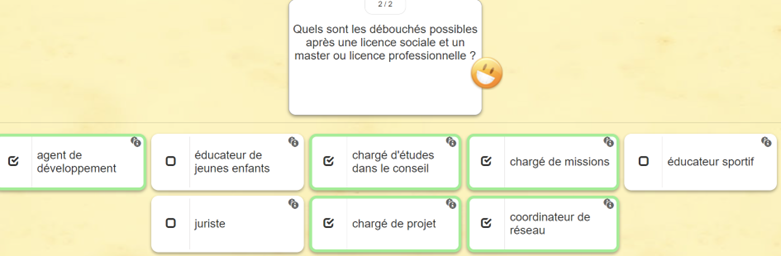 2 / 2
Quels sont les débouchés possibles
après une licence sociale et un
master ou licence professionnelle ?
agent de
développement
éducateur de
jeunes enfants
chargé d'études
dans le conseil
chargé de missions
éducateur sportif
juriste
chargé de projet
coordinateur de
réseau